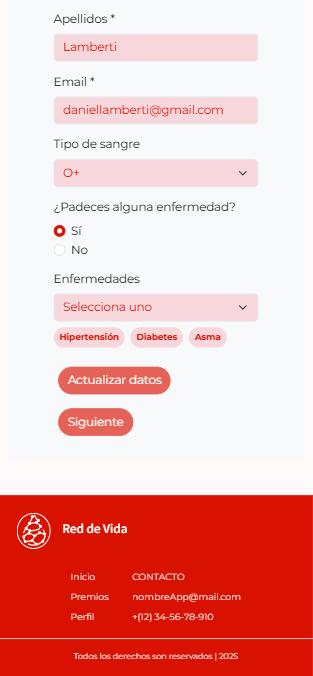 Apellidos *
Lamberti
Email *
daniellamberti@gmail.com
Tipo de sangre
O+
¿Padeces alguna enfermedad?
Sí
No
Enfermedades
Selecciona uno
Hipertensión Diabetes Asma
Actualizar datos
Siguiente
Red de Vida
Inicio CONTACTO
Premios nombreApp@mail.com
Perfil +(12) 34-56-78-910
Todos los derechos son reservados | 2025